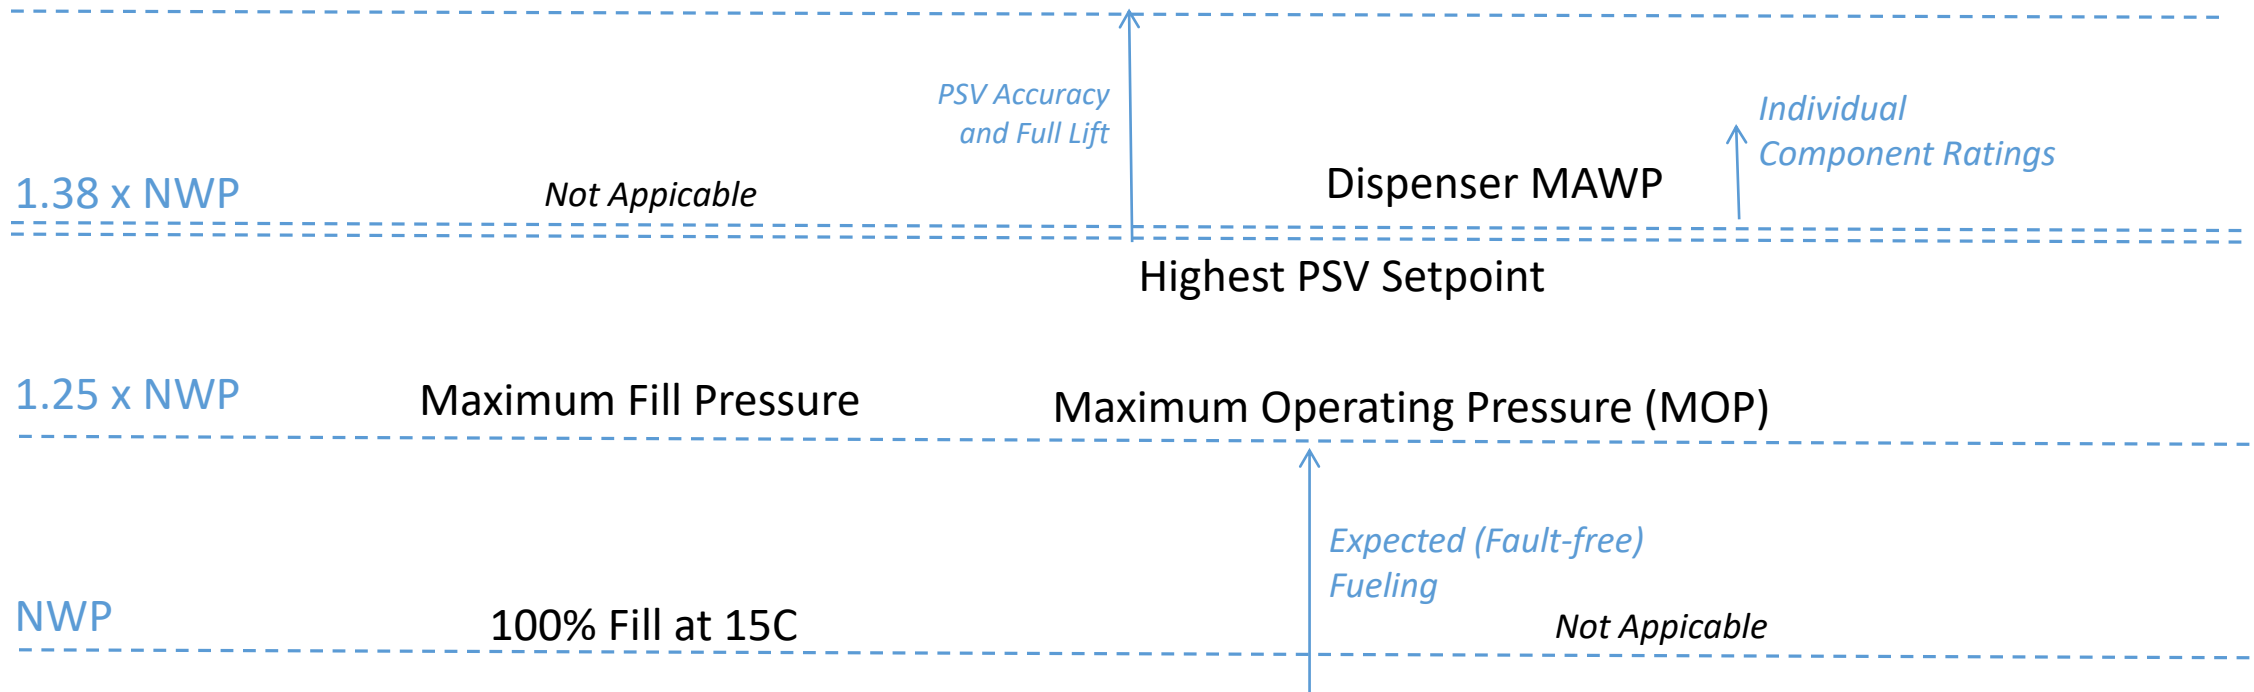 PSV Accuracy
and Full Lift
Individual
Component Ratings
1.38 x NWP
Not Appicable
Dispenser MAWP
Highest PSV Setpoint
1.25 x NWP
Maximum Fill Pressure
Maximum Operating Pressure (MOP)
Expected (Fault-free)
Fueling
NWP
100% Fill at 15C
Not Appicable